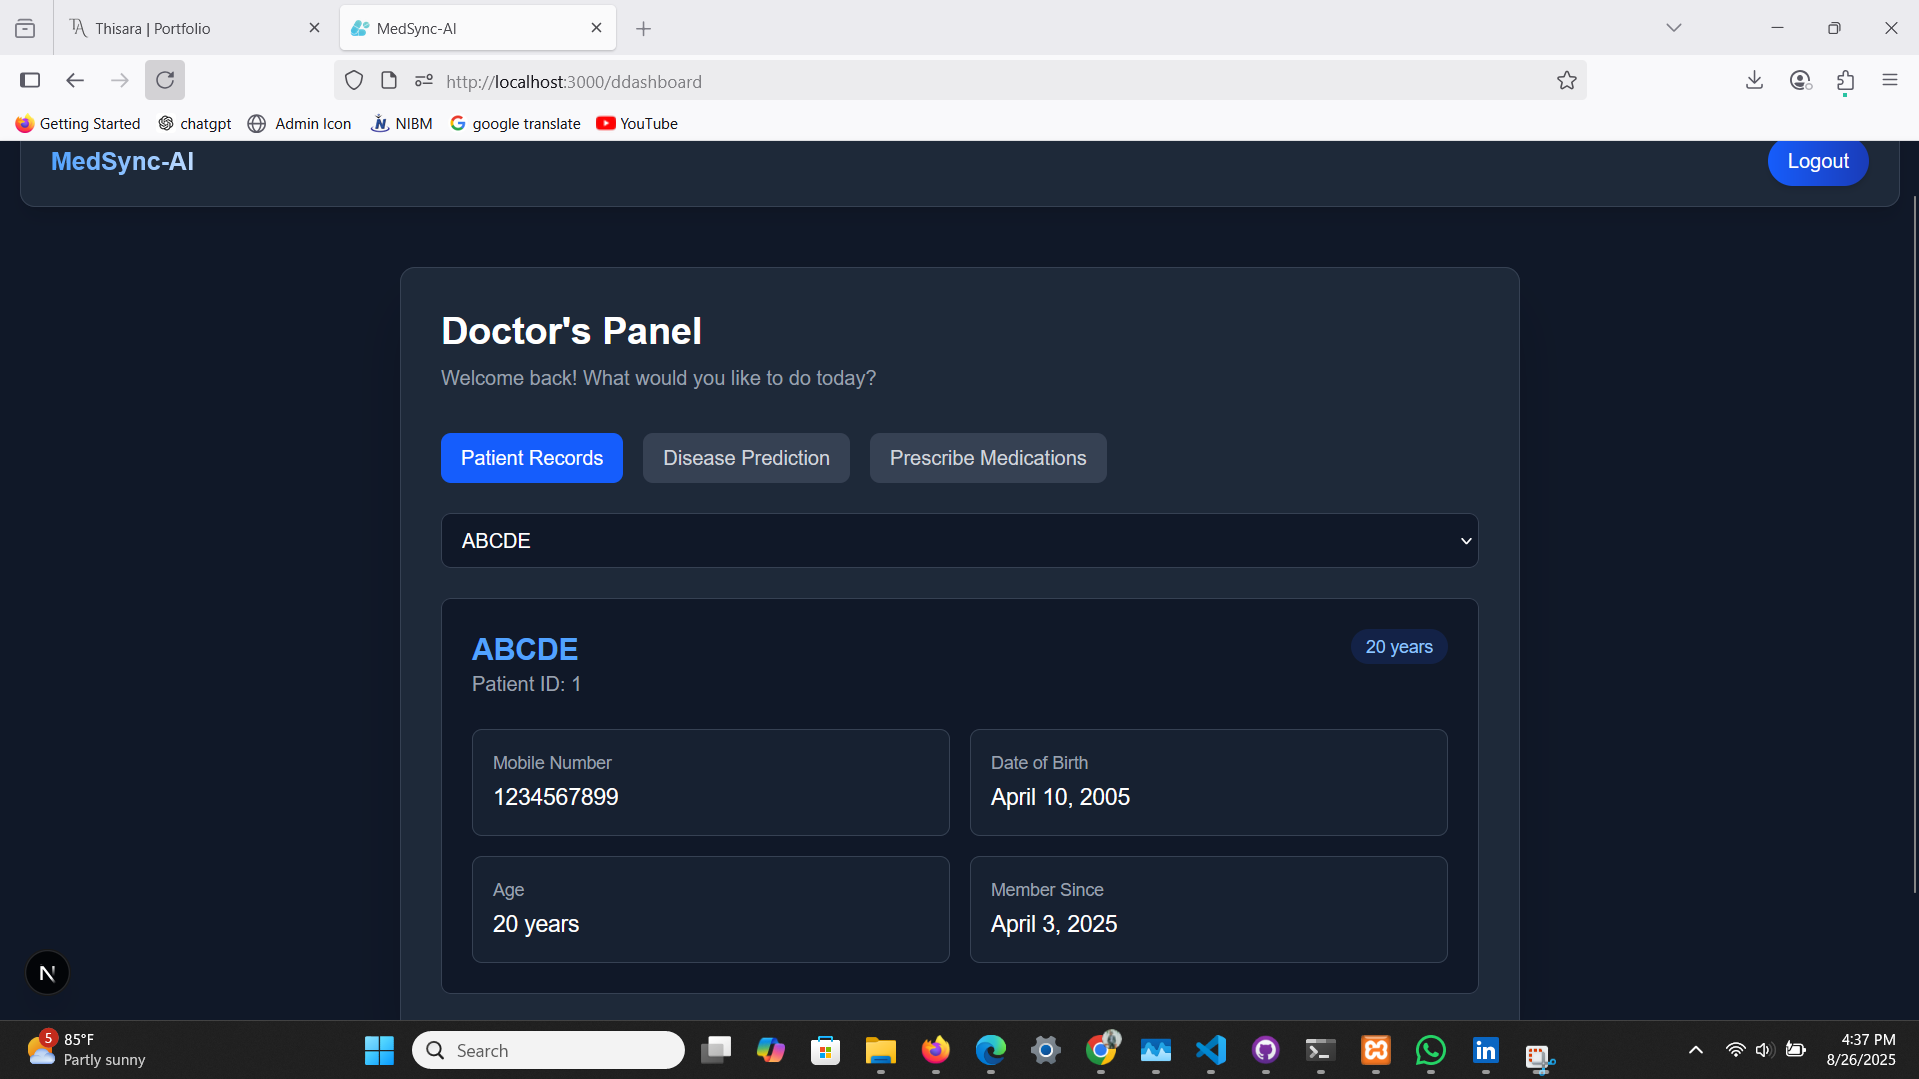 Thisara | Portfolio
MedSync-AI
http://localhost:3000/ddashboard
Getting Started
chatgpt
Admin Icon
NIBM
google translate
YouTube
MedSync-AI
Logout
Doctor's Panel
Welcome back! What would you like to do today?
Patient Records
Disease Prediction
Prescribe Medications
ABCDE
ABCDE
20 years
Patient ID: 1
Mobile Number
1234567899
Date of Birth
April 10, 2005
Age
20 years
Member Since
April 3, 2025
N
5
85°F
Partly sunny
Search
in
4:37 PM
8/26/2025